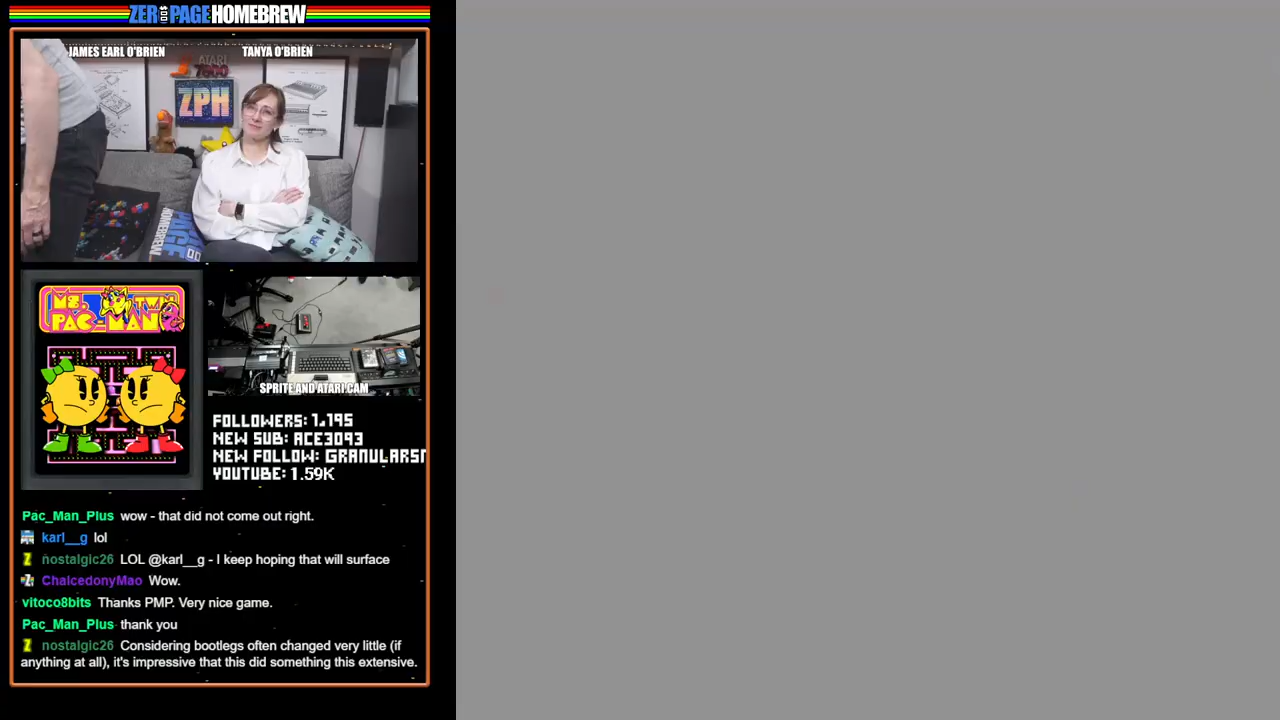 ZER PAGE HOMEBREW
JAMES EARL O'BRIEN
TANYA O'BRIEN
ATARI
ZPH
MS. TWIN
PAC-MAN
SPRITE AND ATARI CAM
FOLLOWERS: 1,195
NEW SUB: ACE3093
NEW FOLLOW: GRANULARS
YOUTUBE: 1.59K
Pac_Man_Plus wow - that did not come out right.
karl__g lol
nostalgic26 LOL @karl__g - I keep hoping that will surface
ChalcedonyMao Wow.
vitoco8bits Thanks PMP. Very nice game.
Pac_Man_Plus thank you
nostalgic26 Considering bootlegs often changed very little (if
anything at all), it's impressive that this did something this extensive.